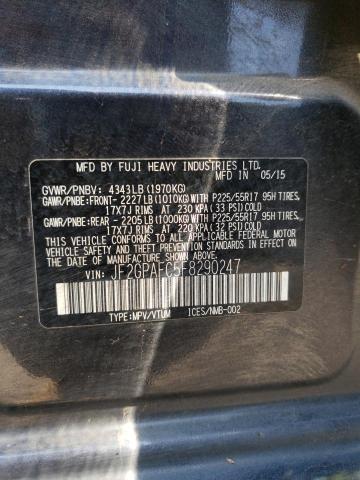 MFD BY FUJI HEAVY INDUSTRIES LTD.
MFD IN 05/15
GVWR/PNBV: 4343LB (1970KG)
GAWR/PNBE:FRONT- 2227LB (1010KG)WITH P225/55R17 95H TIRES,
17X7J RIMS AT 230 KPA (33 PSI)COLD
GAWR/PNBE:REAR - 2205LB (1000KG)WITH P225/55R17 95H TIRES,
17X7J RIMS AT 220 KPA (32 PSI)COLD
THIS VEHICLE CONFORMS TO ALL APPLICABLE FEDERAL MOTOR
VEHICLE SAFETY AND BUMPER STANDARDS IN EFFECT ON THE
DATE OF MANUFACTURE SHOWN ABOVE.
VIN: JF2GPAEC5F8290247
TYPE:MPV/VTUM ICES/NMB-002